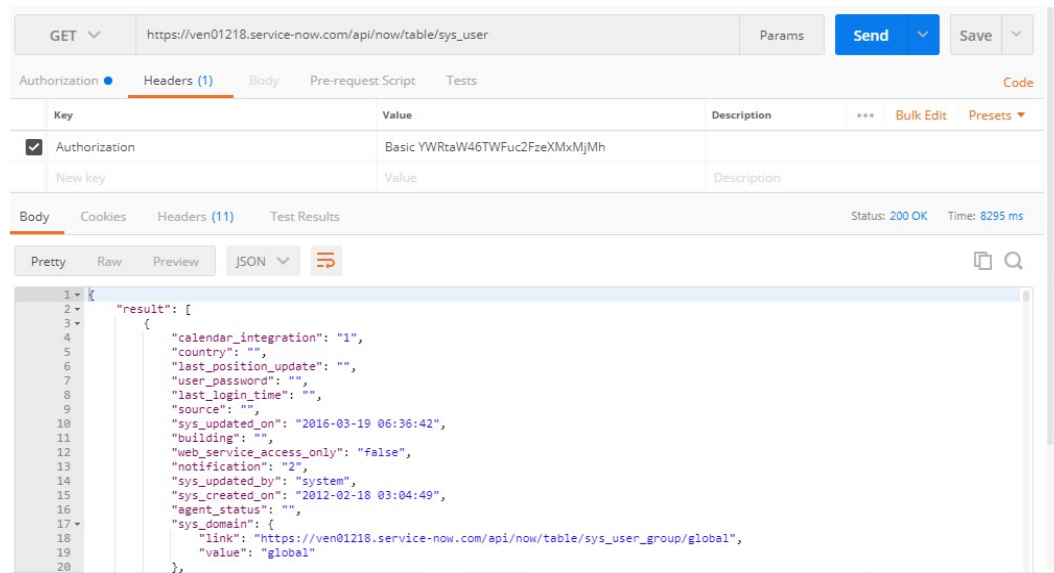 GET https://ven01218.service-now.com/api/now/table/sys_user Params Send Save
Authorization Headers (1) Body Pre-request Script Tests Code
Key Value Description Bulk Edit Presets
Authorization Basic YWRtaW46TWFuc2FzeXMxMjMh
New key Value Description
Body Cookies Headers (11) Test Results Status: 200 OK Time: 8295 ms
Pretty Raw Preview JSON
1 {
2 "result": [
3 {
4 "calendar_integration": "1",
5 "country": "",
6 "last_position_update": "",
7 "user_password": "",
8 "last_login_time": "",
9 "source": "",
10 "sys_updated_on": "2016-03-19 06:36:42",
11 "building": "",
12 "web_service_access_only": "false",
13 "notification": "2",
14 "sys_updated_by": "system",
15 "sys_created_on": "2012-02-18 03:04:49",
16 "agent_status": "",
17 "sys_domain": {
18 "link": "https://ven01218.service-now.com/api/now/table/sys_user_group/global",
19 "value": "global"
20 },